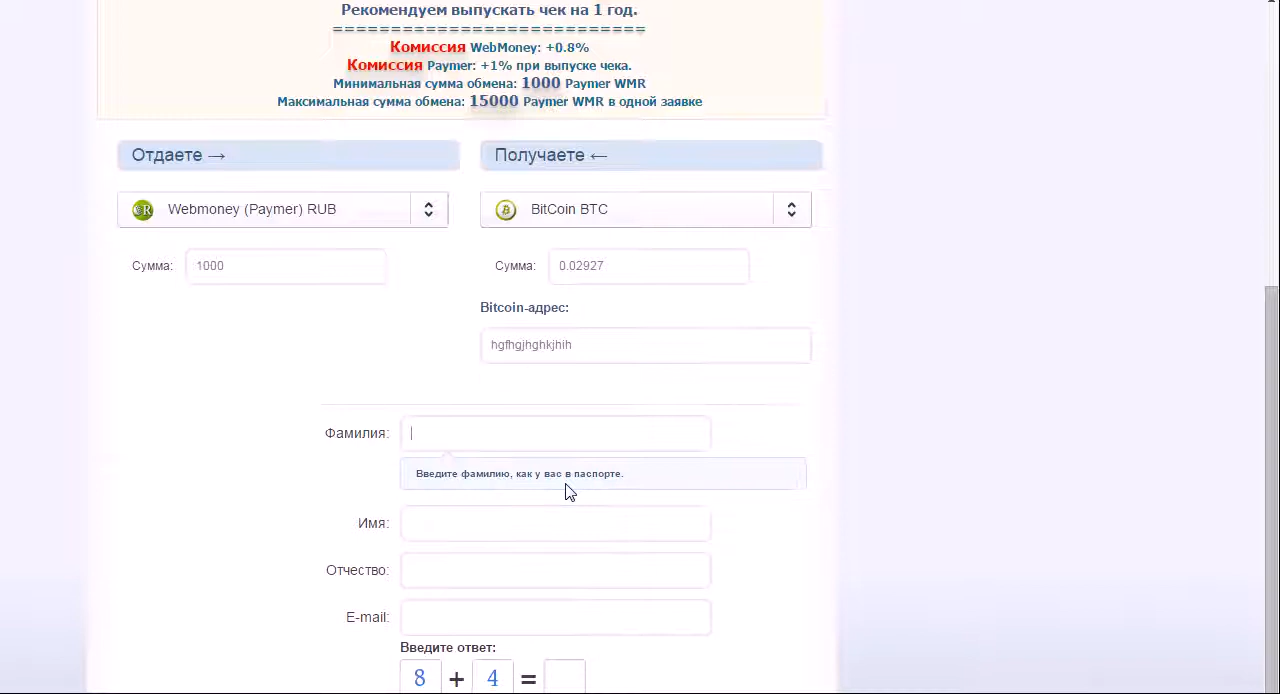 Рекомендуем выпускать чек на 1 год.
===========================
Комиссия WebMoney: +0.8%
Комиссия Paymer: +1% при выпуске чека.
Минимальная сумма обмена: 1000 Paymer WMR
Максимальная сумма обмена: 15000 Paymer WMR в одной заявке
Отдаете → Получаете ←
Webmoney (Paymer) RUB BitCoin BTC
Сумма: 1000 Сумма: 0.02927
Bitcoin-адрес:
hgfhgjhghkjhih
Фамилия:
Введите фамилию, как у вас в паспорте.
Имя:
Отчество:
E-mail:
Введите ответ:
8 + 4 =